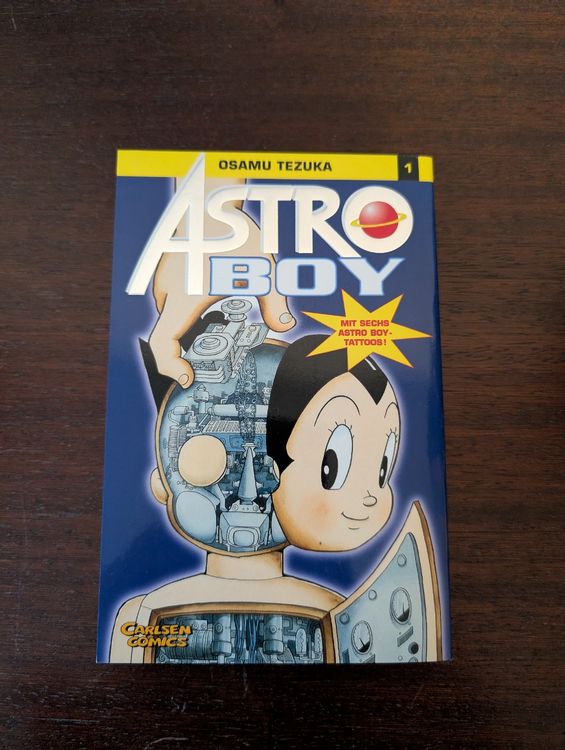 OSAMU TEZUKA
1
ASTRO
BOY
MIT SECHS
ASTRO BOY-
TATTOOS!
CARLSEN
COMICS